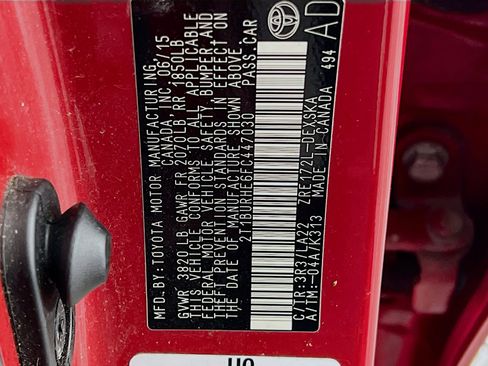 MFD. BY: TOYOTA MOTOR MANUFACTURING
CANADA, INC. 06/15
GVWR 3820LB GAWR FR 2070LB RR 1850LB
THIS VEHICLE CONFORMS TO ALL APPLICABLE
FEDERAL MOTOR VEHICLE SAFETY, BUMPER AND
THEFT PREVENTION STANDARDS IN EFFECT ON
THE DATE OF MANUFACTURE SHOWN ABOVE.
2T1BURHE6FC447030 PASS.CAR
C/TR:3R3/LA22 ZRE172L-DEXSKA
A/TM:-04A/K313 MADE IN CANADA 494
AD